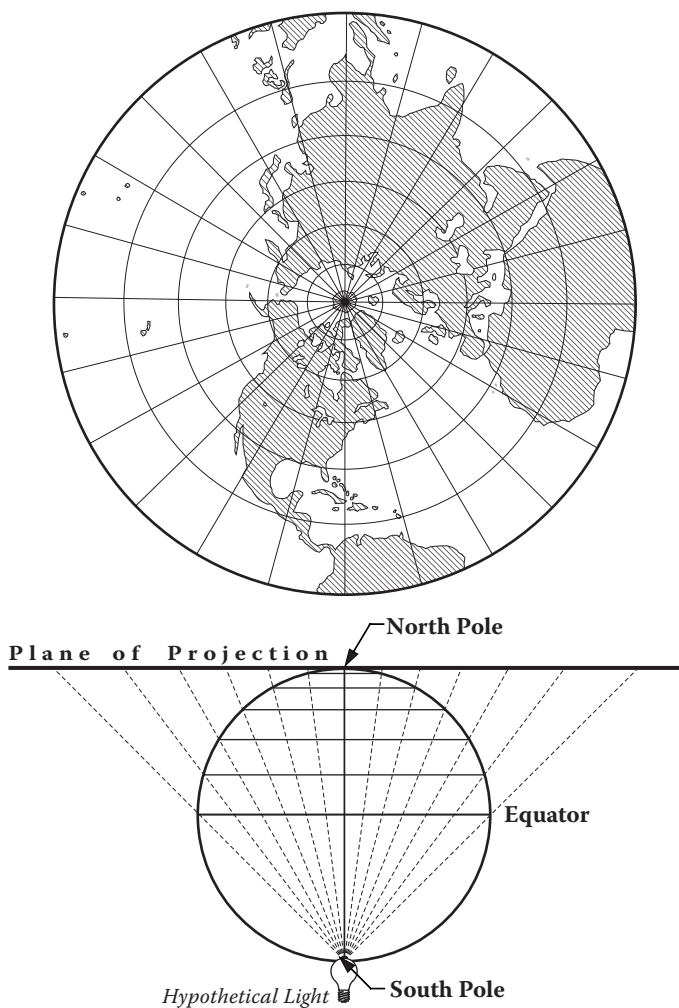 North Pole
Plane of Projection
Equator
South Pole
Hypothetical Light